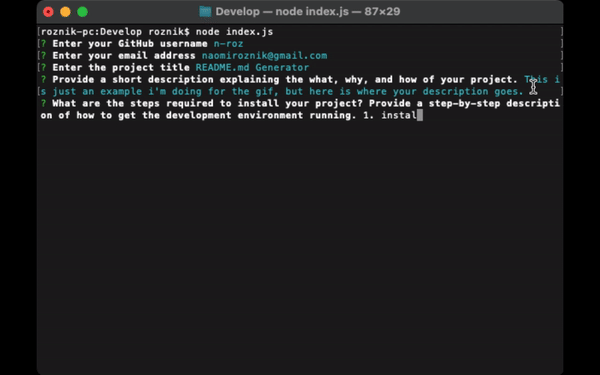 Develop — node index.js — 87×29
[roznik-pc:Develop roznik$ node index.js ]
[? Enter your GitHub username n-roz ]
[? Enter your email address naomiroznik@gmail.com ]
[? Enter the project title README.md Generator ]
? Provide a short description explaining the what, why, and how of your project. This i
[s just an example i'm doing for the gif, but here is where your description goes. ]
? What are the steps required to install your project? Provide a step-by-step descripti
on of how to get the development environment running. 1. instal